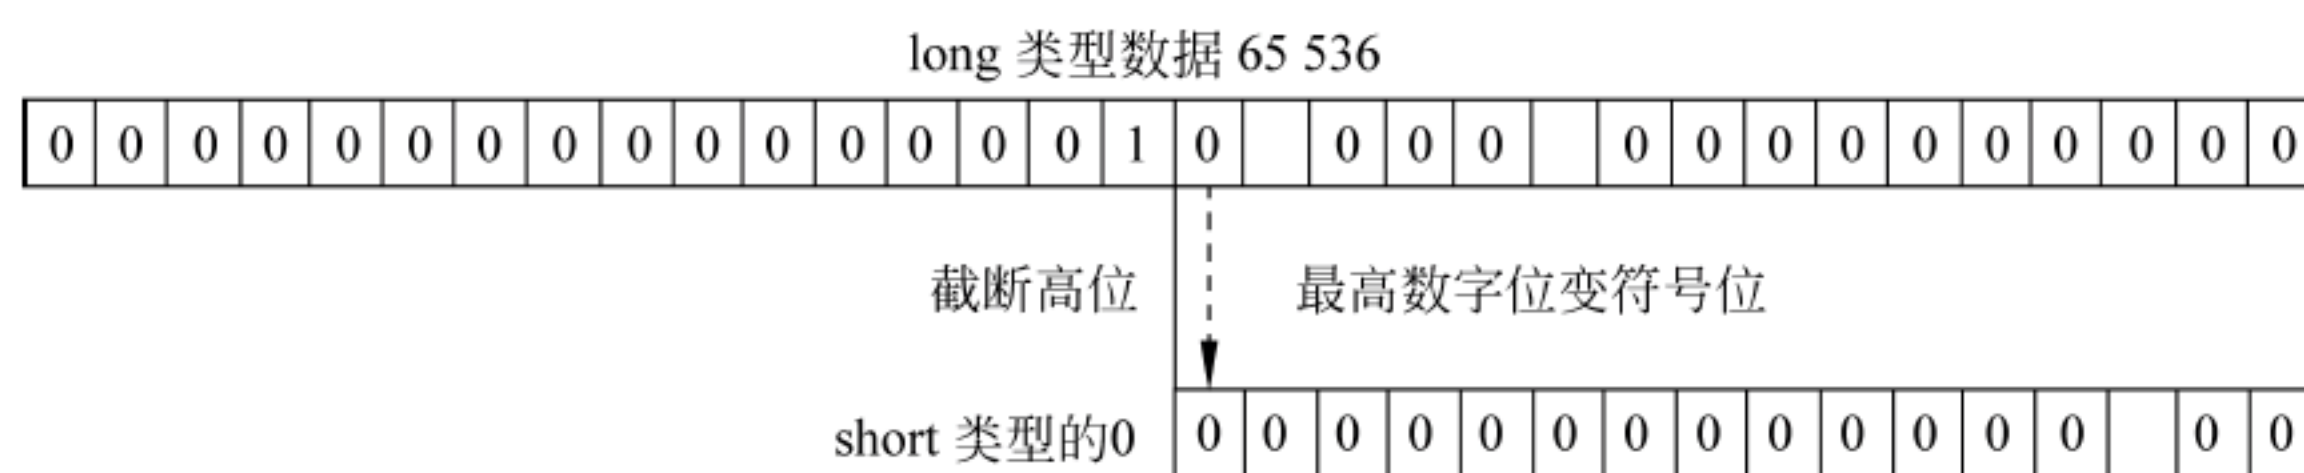 long 类型数据 65 536
0 0 0 0 0 0 0 0 0 0 0 0 0 0 0 1 0 0 0 0 0 0 0 0 0 0 0 0 0 0
截断高位 最高数字位变符号位
short 类型的0 0 0 0 0 0 0 0 0 0 0 0 0 0 0 0